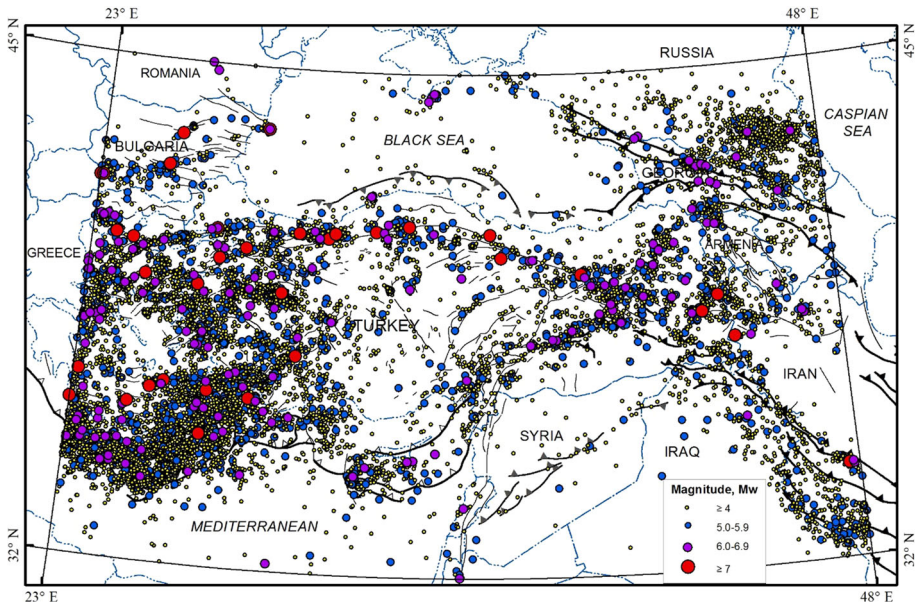 23° E
48° E
45° N
45° N
RUSSIA
ROMANIA
CASPIAN
SEA
BLACK SEA
BULGARIA
GREECE
ARMENIA
TURKEY
IRAN
SYRIA
IRAQ
MEDITERRANEAN
Magnitude, Mw
≥ 4
5.0-5.9
6.0-6.9
≥ 7
32° N
32° N
23° E
48° E